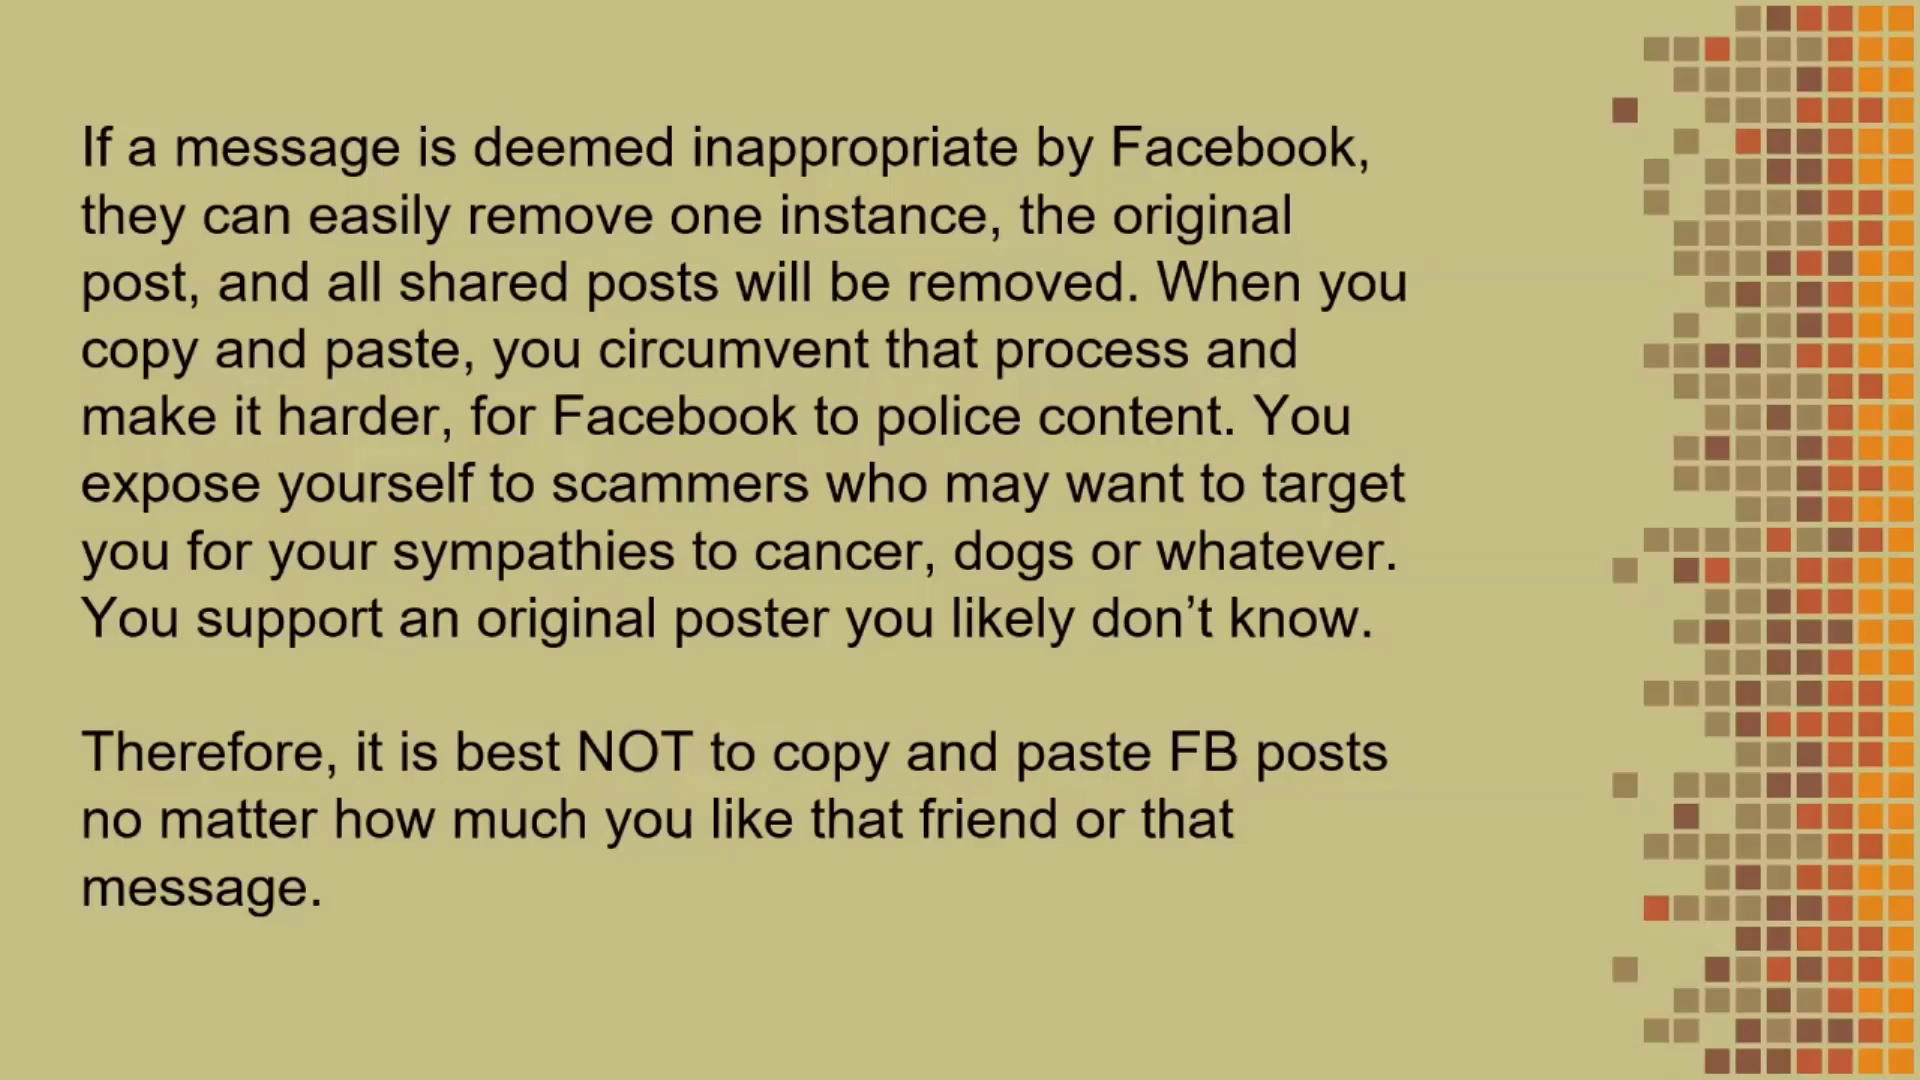 If a message is deemed inappropriate by Facebook,
they can easily remove one instance, the original
post, and all shared posts will be removed. When you
copy and paste, you circumvent that process and
make it harder, for Facebook to police content. You
expose yourself to scammers who may want to target
you for your sympathies to cancer, dogs or whatever.
You support an original poster you likely don’t know.
Therefore, it is best NOT to copy and paste FB posts
no matter how much you like that friend or that
message.